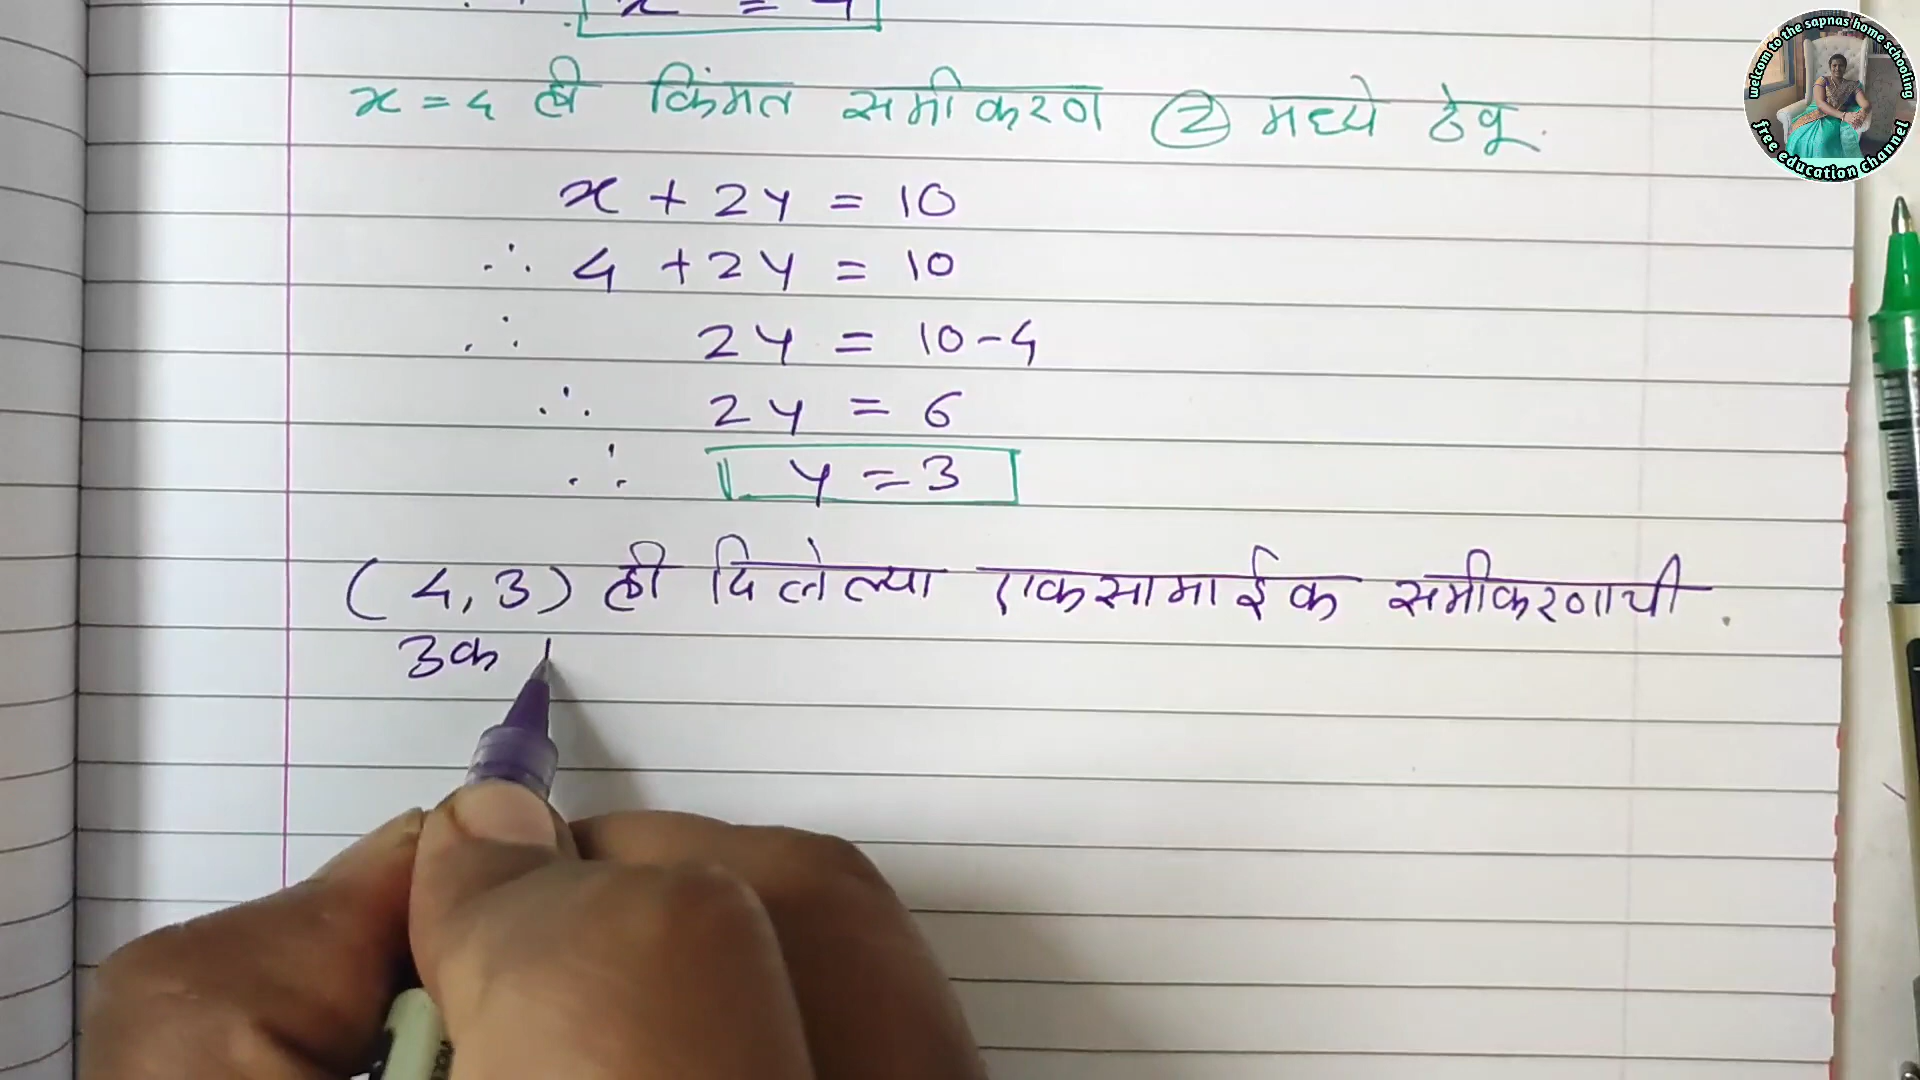 x = 4
x = 4 ही किंमत समीकरण ② मध्ये ठेवू.
x + 2y = 10
∴ 4 + 2y = 10
∴ 2y = 10 - 4
∴ 2y = 6
∴ y = 3
(4, 3) ही दिलेल्या एकसामाईक समीकरणाची
उक
welcom to the sapnas home schooling
free education channel